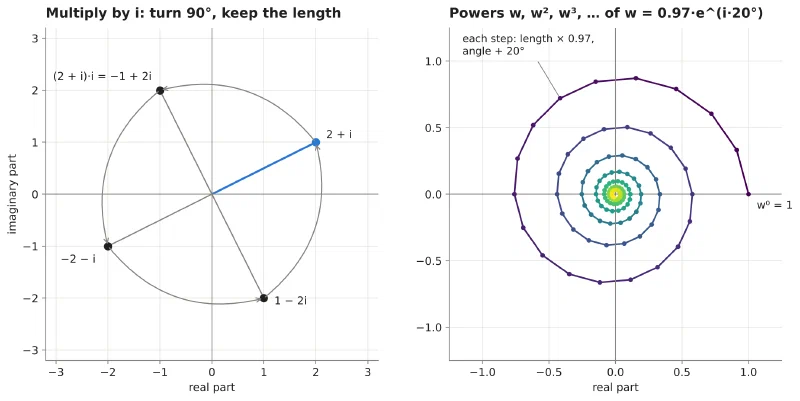 Multiply by i: turn 90°, keep the length
3
2
1
0
−1
−2
−3
imaginary part
(2 + i)·i = −1 + 2i
2 + i
−2 − i
1 − 2i
−3
−2
−1
0
1
2
3
real part
Powers w, w², w³, … of w = 0.97·e^(i·20°)
each step: length × 0.97,
angle + 20°
1.0
0.5
0.0
−0.5
−1.0
w⁰ = 1
−1.0
−0.5
0.0
0.5
1.0
real part